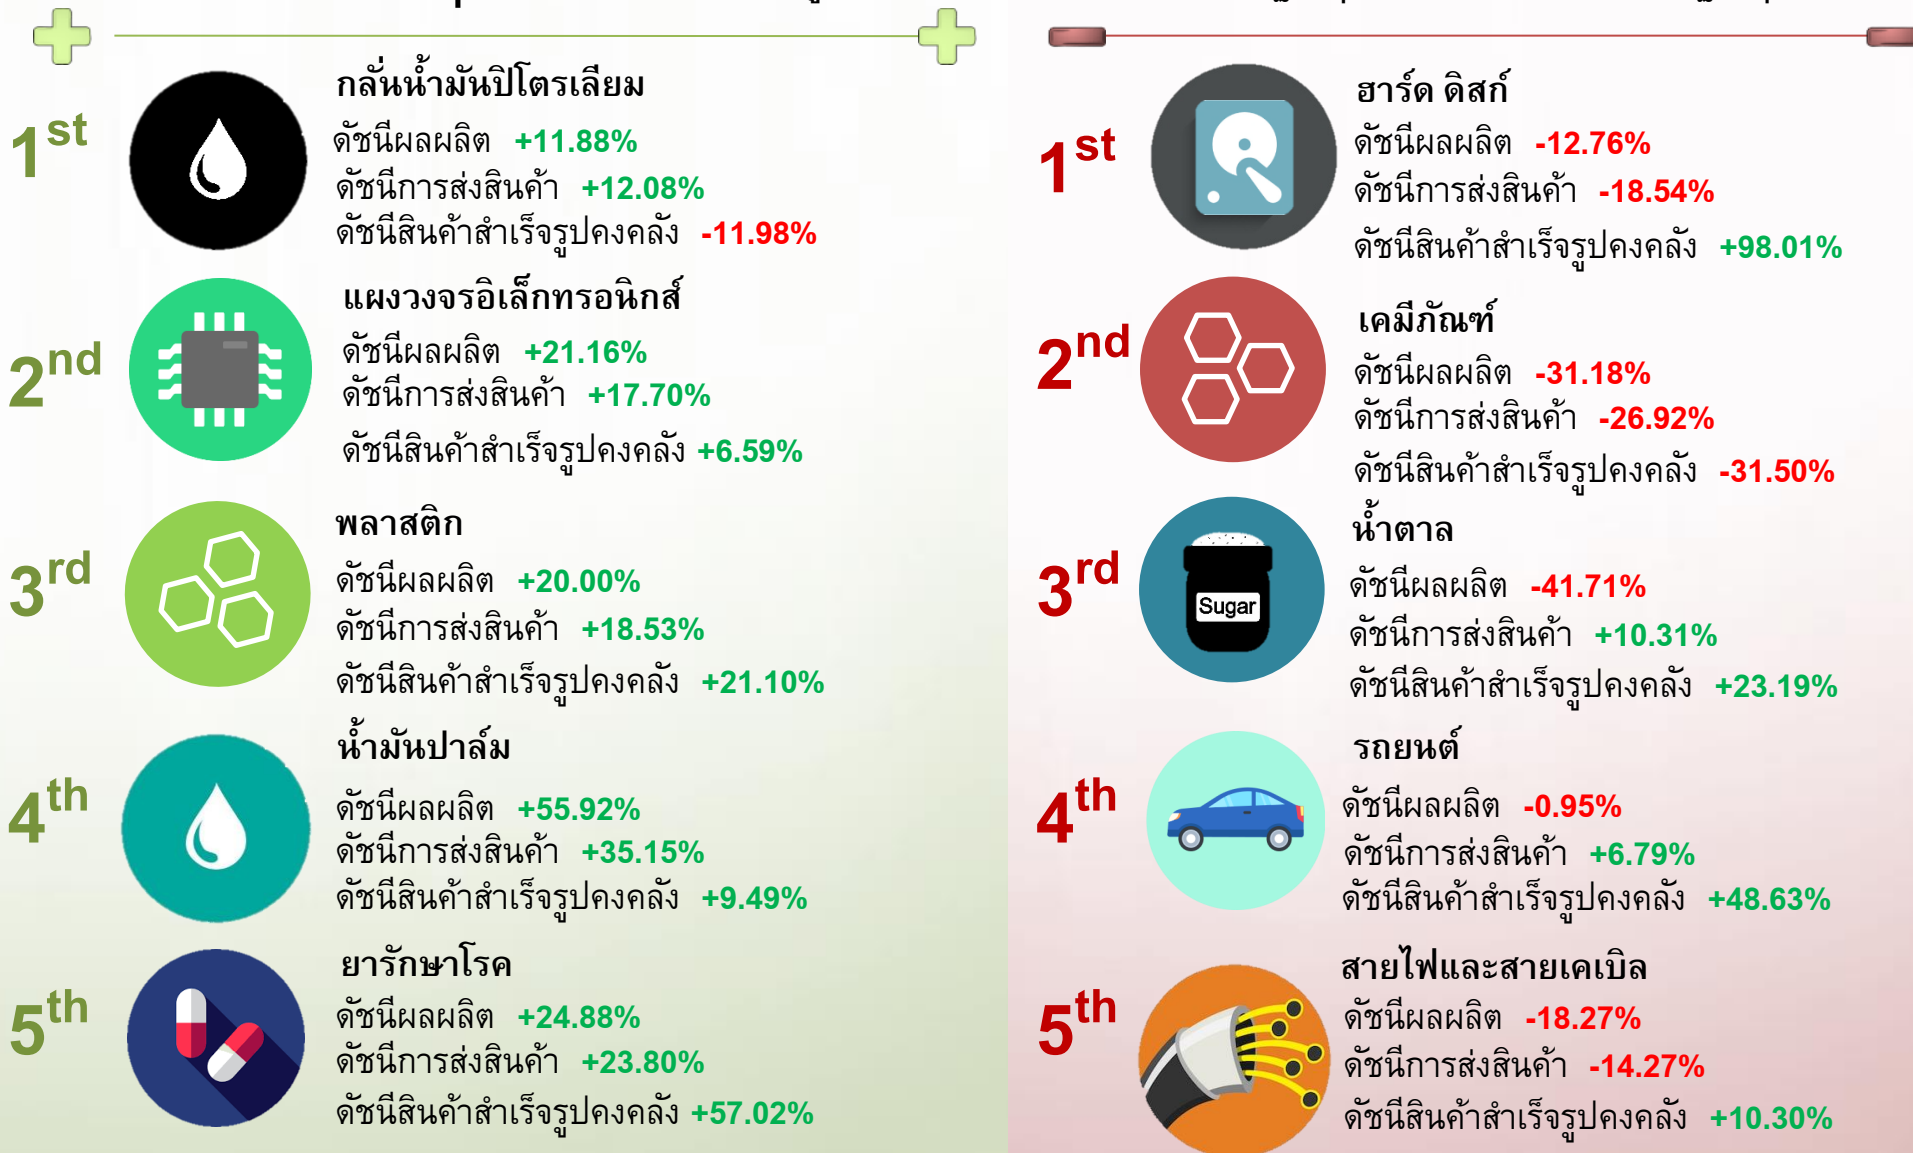 1st
กลั่นน้ำมันปิโตรเลียม
ดัชนีผลผลิต +11.88%
ดัชนีการส่งสินค้า +12.08%
ดัชนีสินค้าสำเร็จรูปคงคลัง -11.98%
2nd
แผงวงจรอิเล็กทรอนิกส์
ดัชนีผลผลิต +21.16%
ดัชนีการส่งสินค้า +17.70%
ดัชนีสินค้าสำเร็จรูปคงคลัง +6.59%
3rd
พลาสติก
ดัชนีผลผลิต +20.00%
ดัชนีการส่งสินค้า +18.53%
ดัชนีสินค้าสำเร็จรูปคงคลัง +21.10%
4th
น้ำมันปาล์ม
ดัชนีผลผลิต +55.92%
ดัชนีการส่งสินค้า +35.15%
ดัชนีสินค้าสำเร็จรูปคงคลัง +9.49%
5th
ยารักษาโรค
ดัชนีผลผลิต +24.88%
ดัชนีการส่งสินค้า +23.80%
ดัชนีสินค้าสำเร็จรูปคงคลัง +57.02%
1st
ฮาร์ด ดิสก์
ดัชนีผลผลิต -12.76%
ดัชนีการส่งสินค้า -18.54%
ดัชนีสินค้าสำเร็จรูปคงคลัง +98.01%
2nd
เคมีภัณฑ์
ดัชนีผลผลิต -31.18%
ดัชนีการส่งสินค้า -26.92%
ดัชนีสินค้าสำเร็จรูปคงคลัง -31.50%
3rd
Sugar
น้ำตาล
ดัชนีผลผลิต -41.71%
ดัชนีการส่งสินค้า +10.31%
ดัชนีสินค้าสำเร็จรูปคงคลัง +23.19%
4th
รถยนต์
ดัชนีผลผลิต -0.95%
ดัชนีการส่งสินค้า +6.79%
ดัชนีสินค้าสำเร็จรูปคงคลัง +48.63%
5th
สายไฟและสายเคเบิล
ดัชนีผลผลิต -18.27%
ดัชนีการส่งสินค้า -14.27%
ดัชนีสินค้าสำเร็จรูปคงคลัง +10.30%